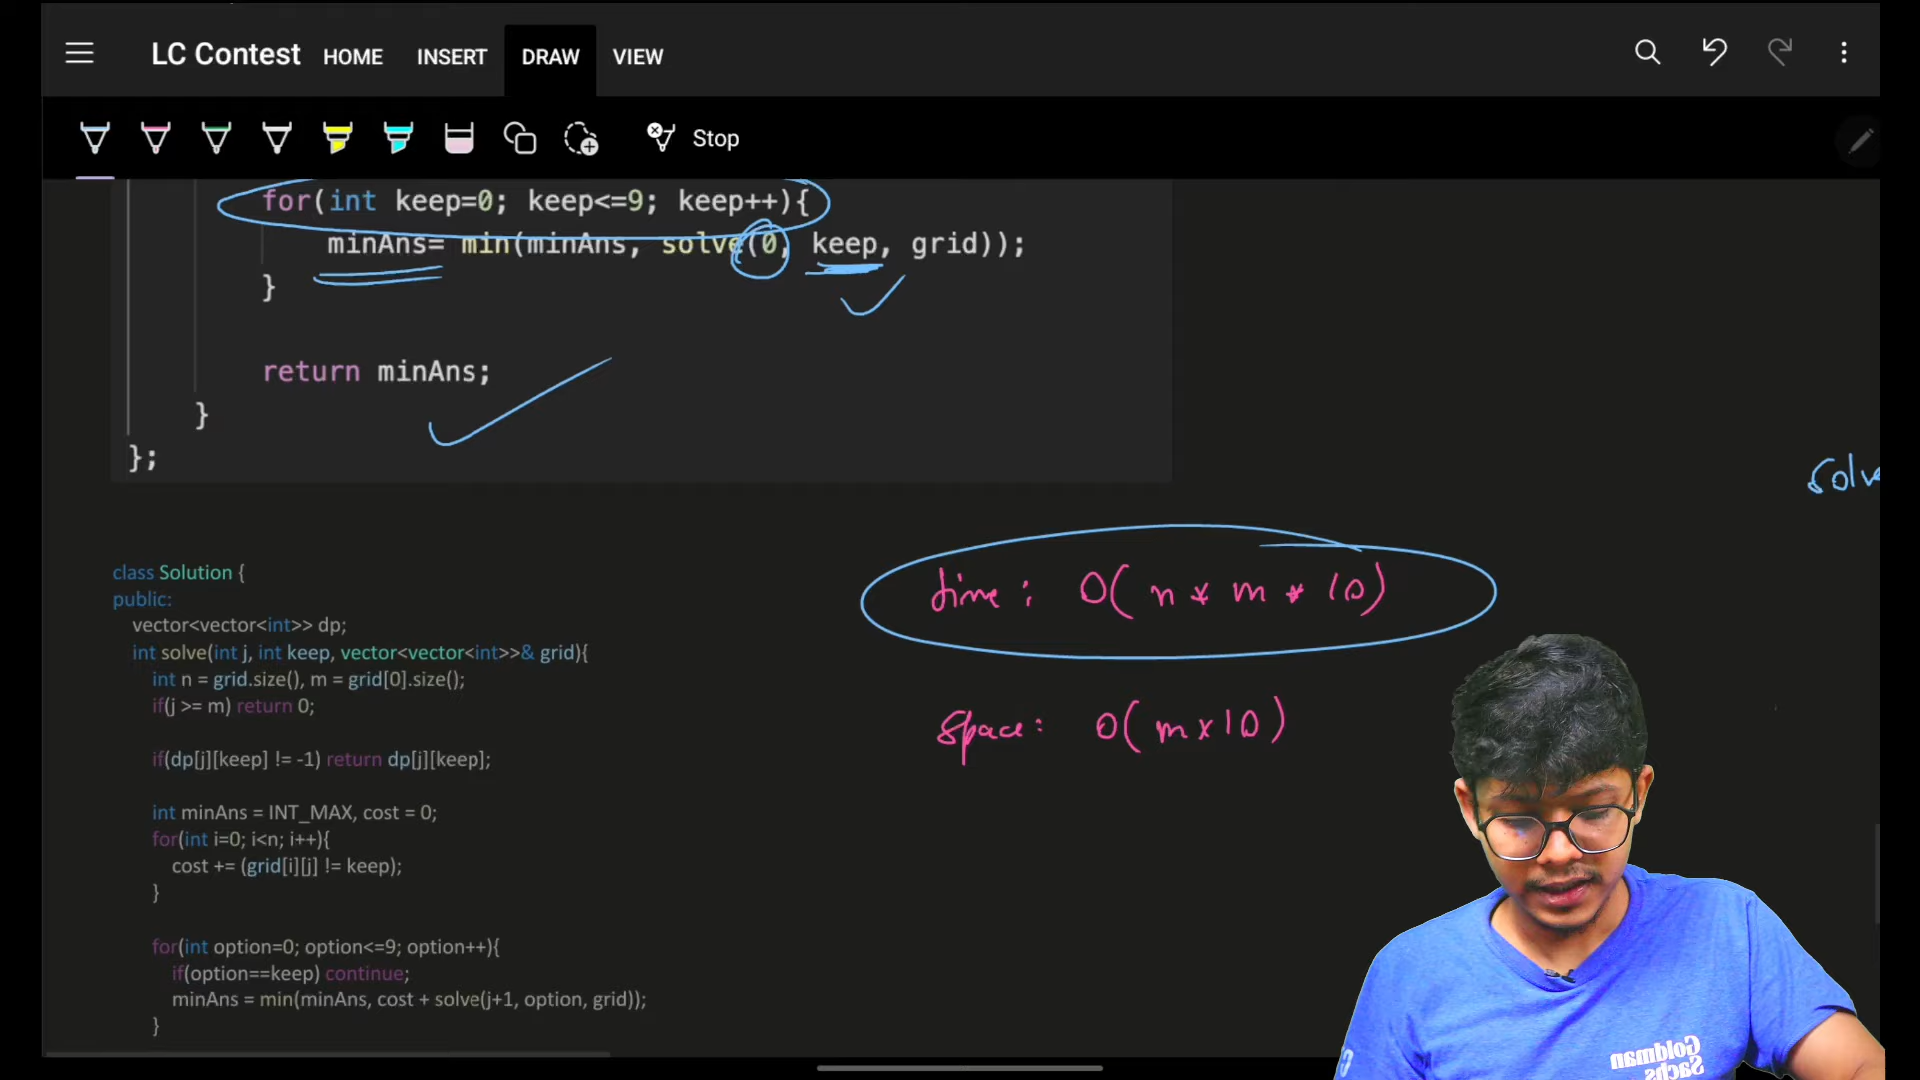 LC Contest HOME INSERT DRAW VIEW
Stop
for(int keep=0; keep<=9; keep++){
minAns= min(minAns, solve(0, keep, grid));
}
return minAns;
}
};
solve
class Solution {
public:
vector<vector<int>> dp;
int solve(int j, int keep, vector<vector<int>>& grid){
int n = grid.size(), m = grid[0].size();
if(j >= m) return 0;
if(dp[j][keep] != -1) return dp[j][keep];
int minAns = INT_MAX, cost = 0;
for(int i=0; i<n; i++){
cost += (grid[i][j] != keep);
}
for(int option=0; option<=9; option++){
if(option==keep) continue;
minAns = min(minAns, cost + solve(j+1, option, grid));
}
time: O( n * m * 10)
Space: O( m x 10 )
Goldman
Sachs